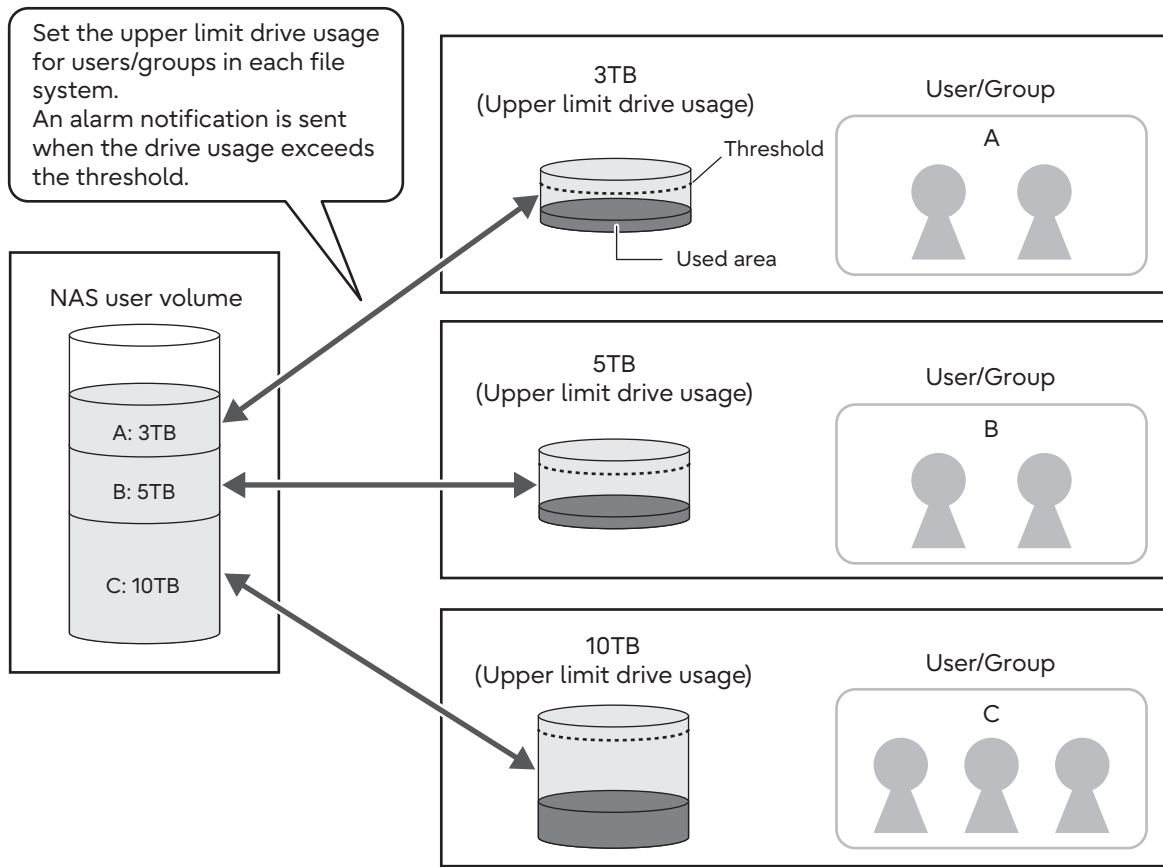 Set the upper limit drive usage
for users/groups in each file
system.
An alarm notification is sent
when the drive usage exceeds
the threshold.
NAS user volume
A: 3TB
B: 5TB
C: 10TB
3TB
(Upper limit drive usage)
Threshold
Used area
User/Group
A
5TB
(Upper limit drive usage)
User/Group
B
10TB
(Upper limit drive usage)
User/Group
C